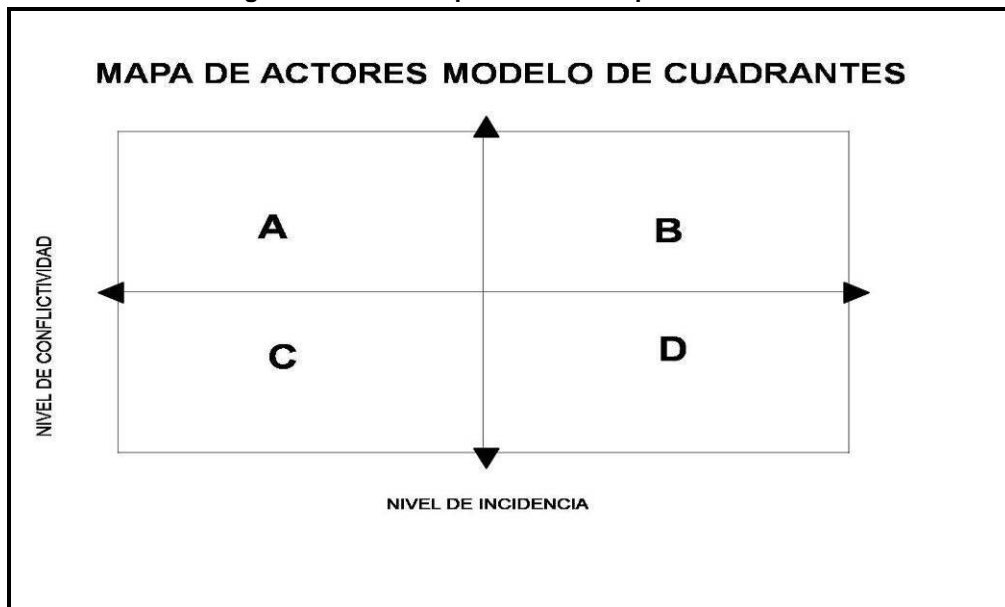 MAPA DE ACTORES MODELO DE CUADRANTES
A
B
NIVEL DE CONFLICTIVIDAD
C
D
NIVEL DE INCIDENCIA